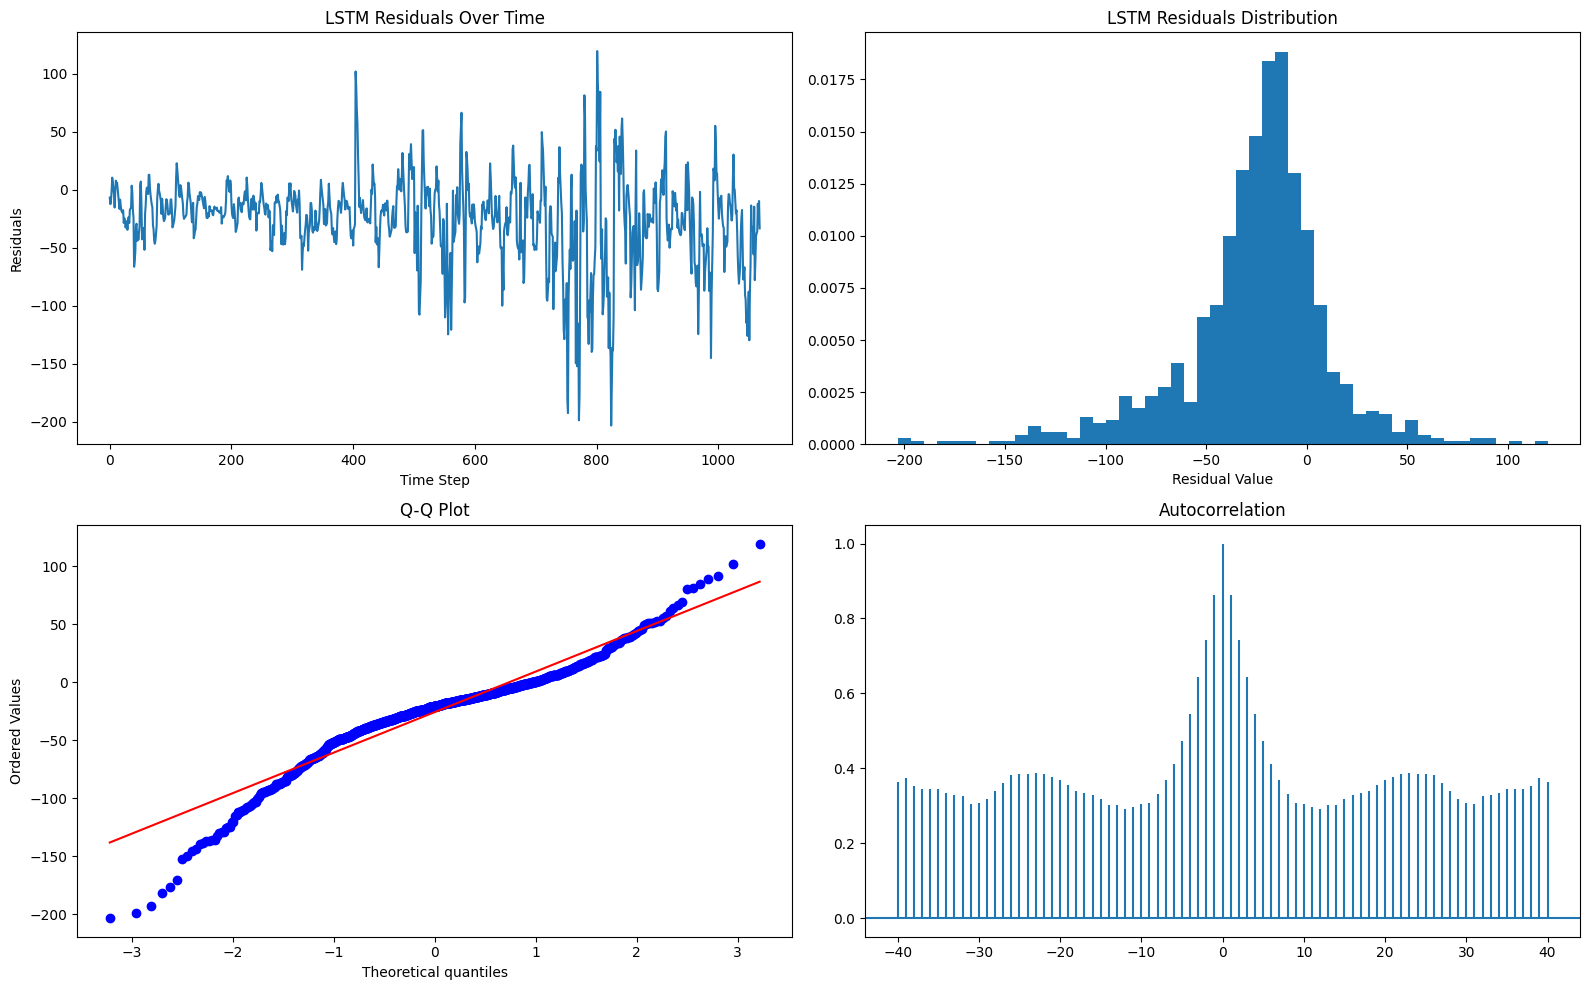 LSTM Residuals Over Time
100
50
0
−50
−100
−150
−200
Residuals
0 200 400 600 800 1000
Time Step
LSTM Residuals Distribution
0.0175
0.0150
0.0125
0.0100
0.0075
0.0050
0.0025
0.0000
−200 −150 −100 −50 0 50 100
Residual Value
Q-Q Plot
100
50
0
−50
−100
−150
−200
Ordered Values
−3 −2 −1 0 1 2 3
Theoretical quantiles
Autocorrelation
1.0
0.8
0.6
0.4
0.2
0.0
−40 −30 −20 −10 0 10 20 30 40